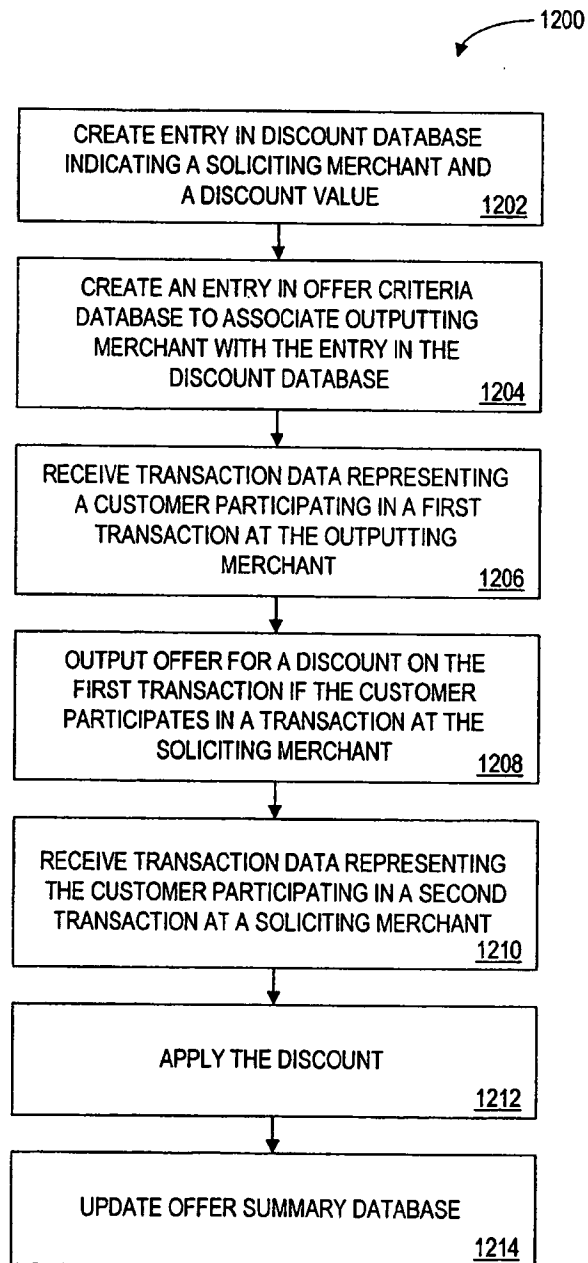 1200
CREATE ENTRY IN DISCOUNT DATABASE
INDICATING A SOLICITING MERCHANT AND
A DISCOUNT VALUE
1202
CREATE AN ENTRY IN OFFER CRITERIA
DATABASE TO ASSOCIATE OUTPUTTING
MERCHANT WITH THE ENTRY IN THE
DISCOUNT DATABASE
1204
RECEIVE TRANSACTION DATA REPRESENTING
A CUSTOMER PARTICIPATING IN A FIRST
TRANSACTION AT THE OUTPUTTING
MERCHANT
1206
OUTPUT OFFER FOR A DISCOUNT ON THE
FIRST TRANSACTION IF THE CUSTOMER
PARTICIPATES IN A TRANSACTION AT THE
SOLICITING MERCHANT
1208
RECEIVE TRANSACTION DATA REPRESENTING
THE CUSTOMER PARTICIPATING IN A SECOND
TRANSACTION AT A SOLICITING MERCHANT
1210
APPLY THE DISCOUNT
1212
UPDATE OFFER SUMMARY DATABASE
1214